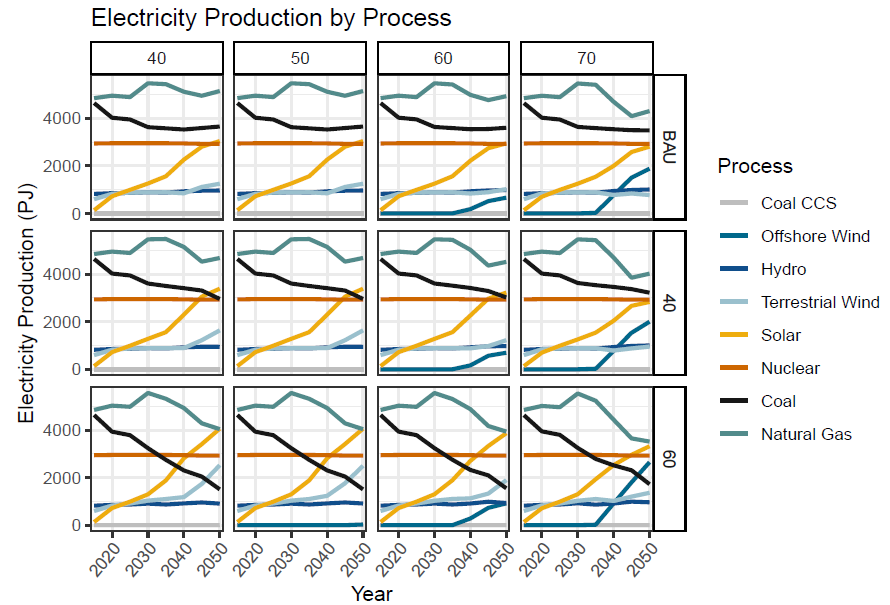 Electricity Production by Process
40 50 60 70
BAU
40
60
4000
2000
0
4000
2000
0
4000
2000
0
Electricity Production (PJ)
2020 2030 2040 2050 2020 2030 2040 2050 2020 2030 2040 2050 2020 2030 2040 2050
Year
Process
Coal CCS
Offshore Wind
Hydro
Terrestrial Wind
Solar
Nuclear
Coal
Natural Gas